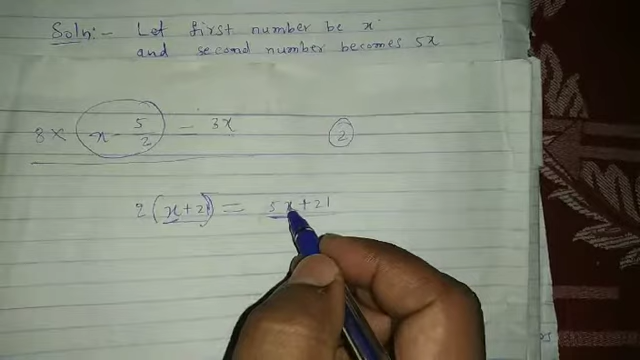 Soln:- Let first number be x
and second number becomes 5x
8x x 5/2 = 3x (2)
2(x+21) = 5x+21